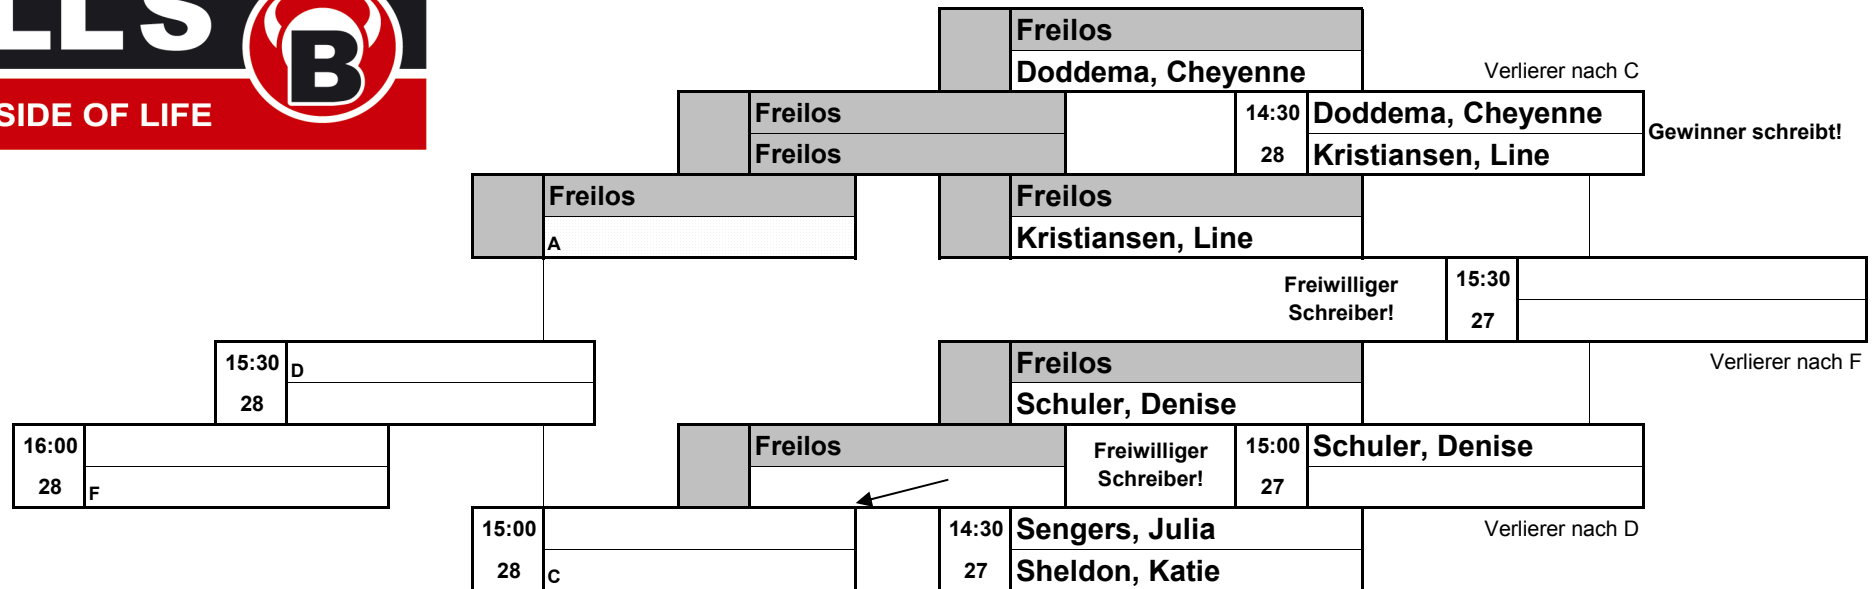 LLS
B
SIDE OF LIFE
Freilos
Doddema, Cheyenne
Verlierer nach C
Freilos
14:30 Doddema, Cheyenne
Gewinner schreibt!
Freilos
28 Kristiansen, Line
Freilos
Freilos
A
Kristiansen, Line
Freiwilliger
Schreiber!
15:30
27
15:30 D
28
Freilos
Verlierer nach F
Schuler, Denise
16:00
28 F
Freilos
Freiwilliger
Schreiber!
15:00 Schuler, Denise
27
15:00
28 C
14:30 Sengers, Julia
Verlierer nach D
27 Sheldon, Katie